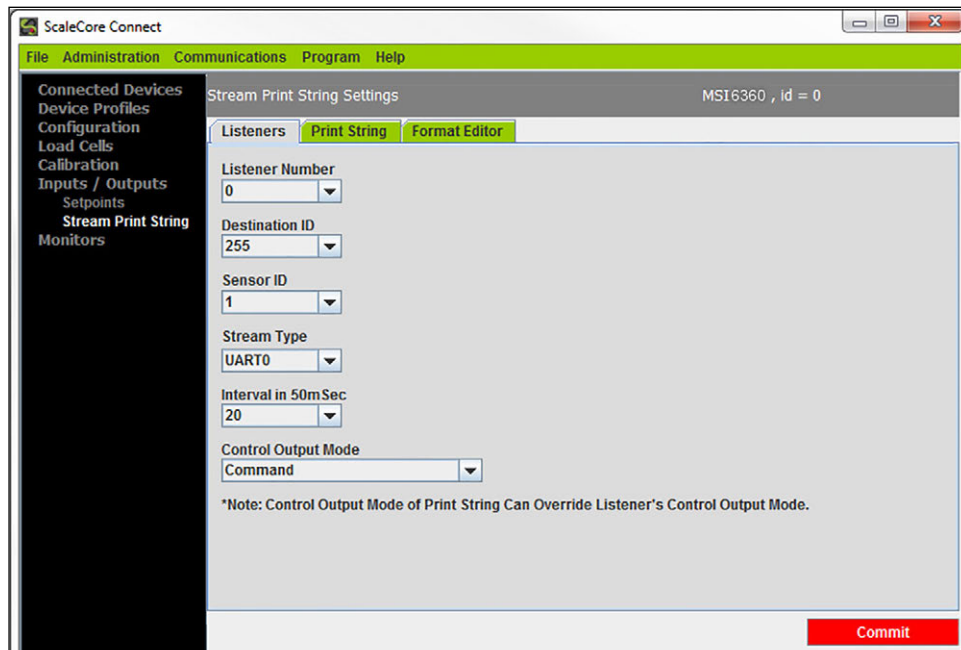 ScaleCore Connect
File Administration Communications Program Help
Connected Devices
Device Profiles
Configuration
Load Cells
Calibration
Inputs / Outputs
Setpoints
Stream Print String
Monitors
Stream Print String Settings
MSI6360 , id = 0
Listeners Print String Format Editor
Listener Number
0
Destination ID
255
Sensor ID
1
Stream Type
UART0
Interval in 50mSec
20
Control Output Mode
Command
*Note: Control Output Mode of Print String Can Override Listener's Control Output Mode.
Commit